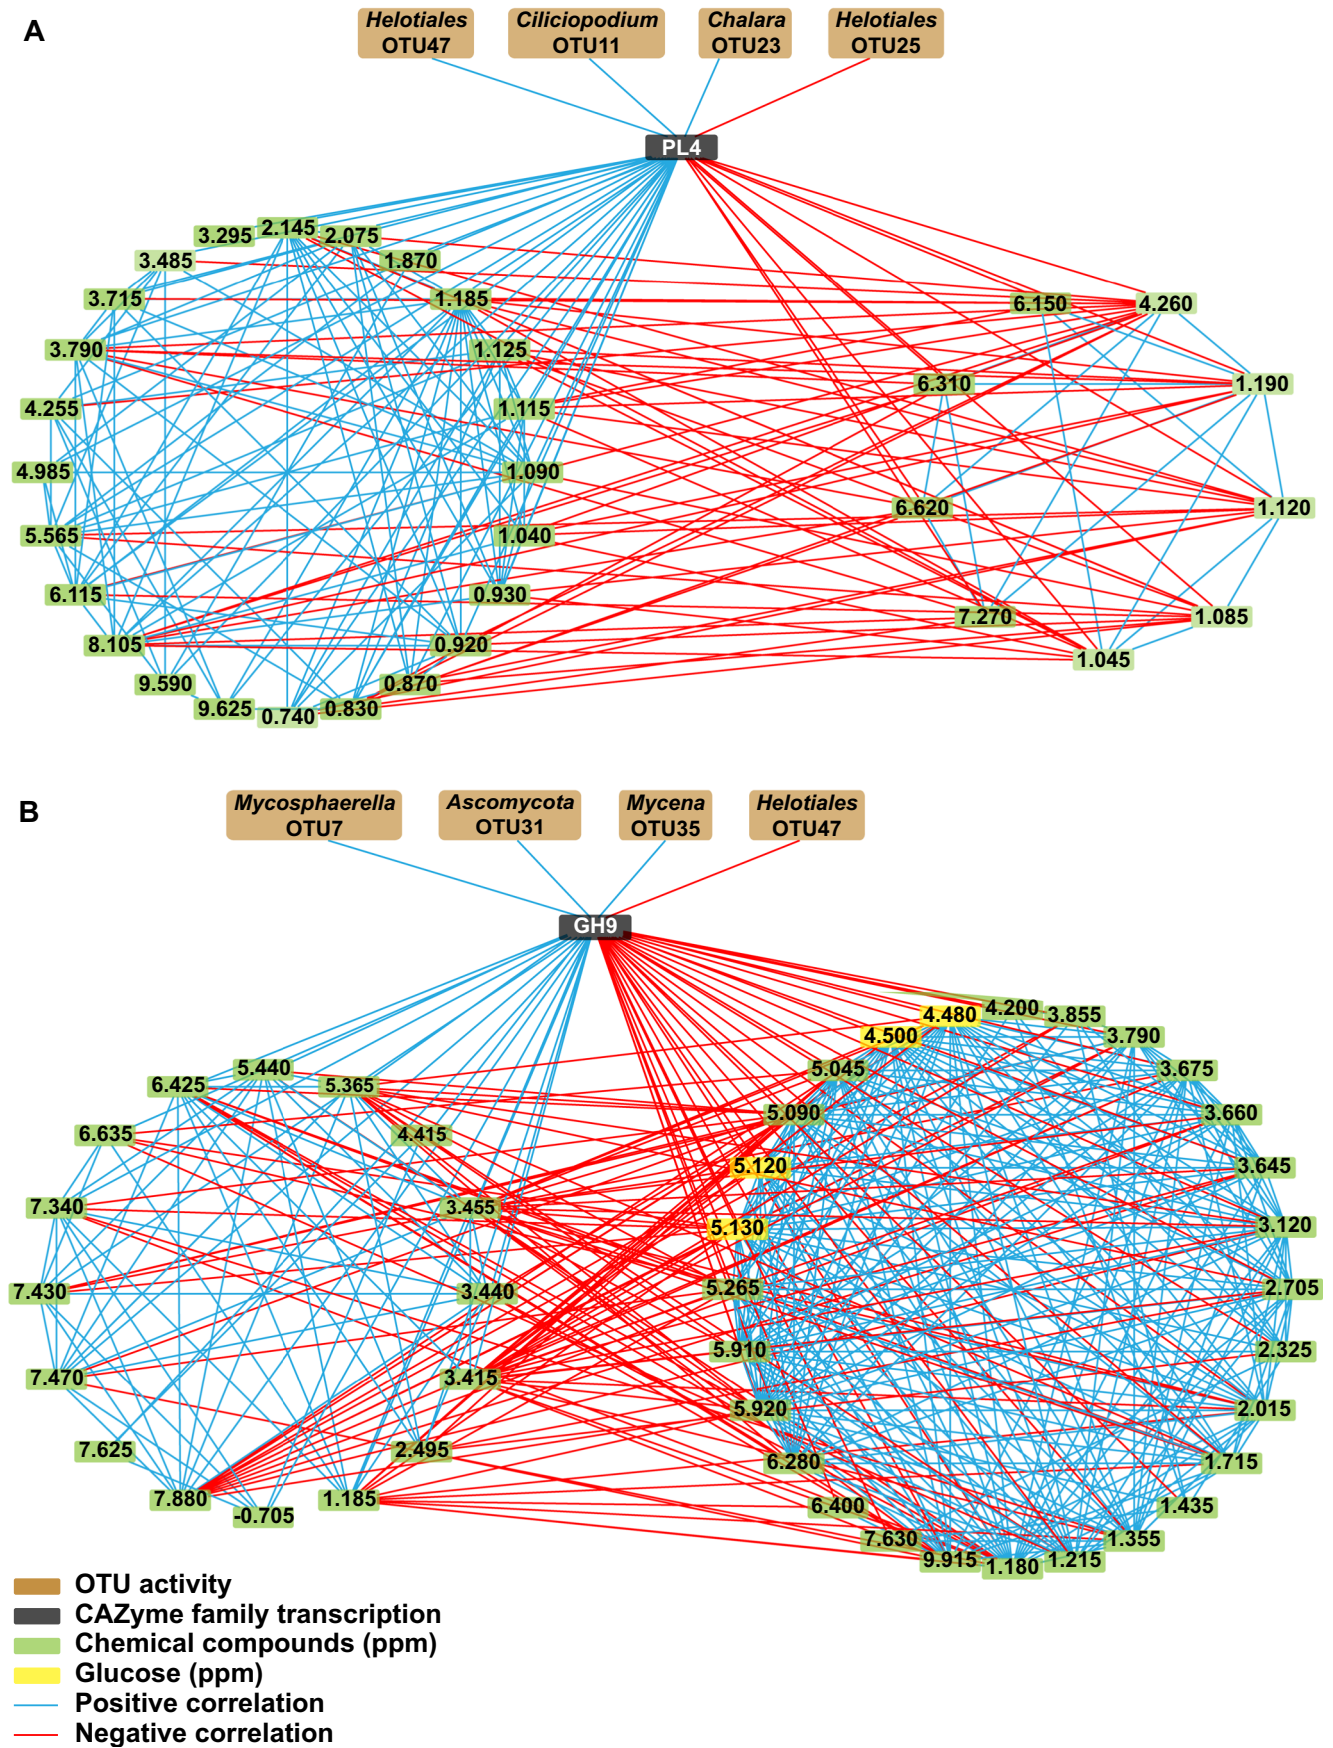 A
Helotiales
OTU47
Ciliciopodium
OTU11
Chalara
OTU23
Helotiales
OTU25
PL4
3.295
2.145
2.075
3.485
1.870
3.715
1.185
3.790
1.125
4.255
1.115
4.985
1.090
5.565
1.040
6.115
0.930
8.105
0.920
9.590
0.870
9.625
0.740
0.830
6.150
4.260
6.310
1.190
6.620
1.120
7.270
1.085
1.045
B
Mycosphaerella
OTU7
Ascomycota
OTU31
Mycena
OTU35
Helotiales
OTU47
GH9
5.440
6.425
5.365
6.635
4.415
7.340
3.455
7.430
3.440
7.470
3.415
7.625
2.495
7.880
-0.705
1.185
4.480
4.200
3.855
4.500
3.790
5.045
3.675
5.090
3.660
5.120
3.645
5.130
3.120
5.265
2.705
5.910
2.325
5.920
2.015
6.280
1.715
6.400
1.435
7.630
1.355
9.915
1.180
1.215
OTU activity
CAZyme family transcription
Chemical compounds (ppm)
Glucose (ppm)
Positive correlation
Negative correlation